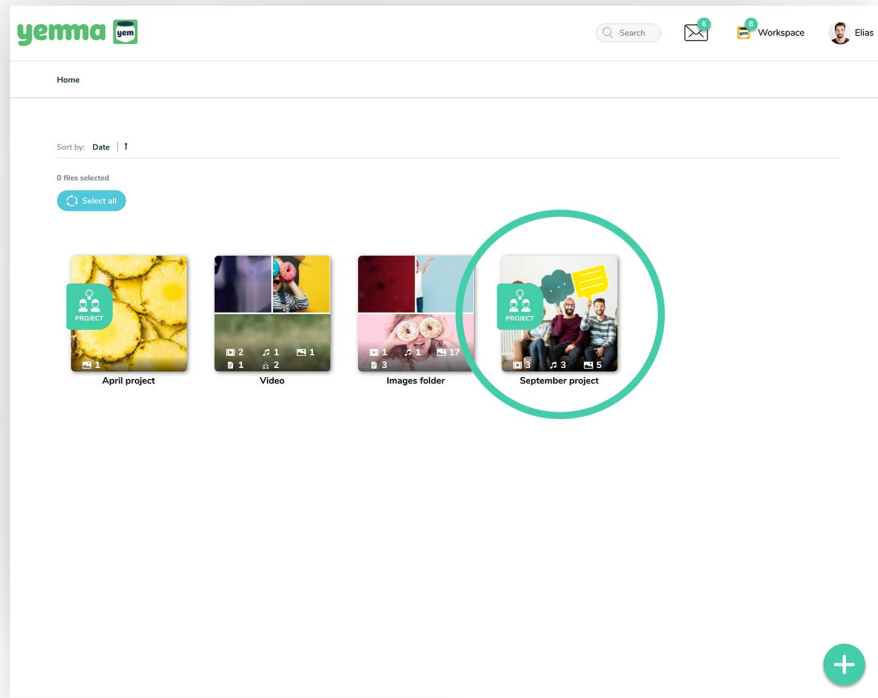 yemma yem
Search
6
8
Workspace
Elias
Home
Sort by: Date
0 files selected
Select all
PROJECT
1
April project
2 1 1
1 2
Video
1 1 17
3
Images folder
PROJECT
3 3 5
September project